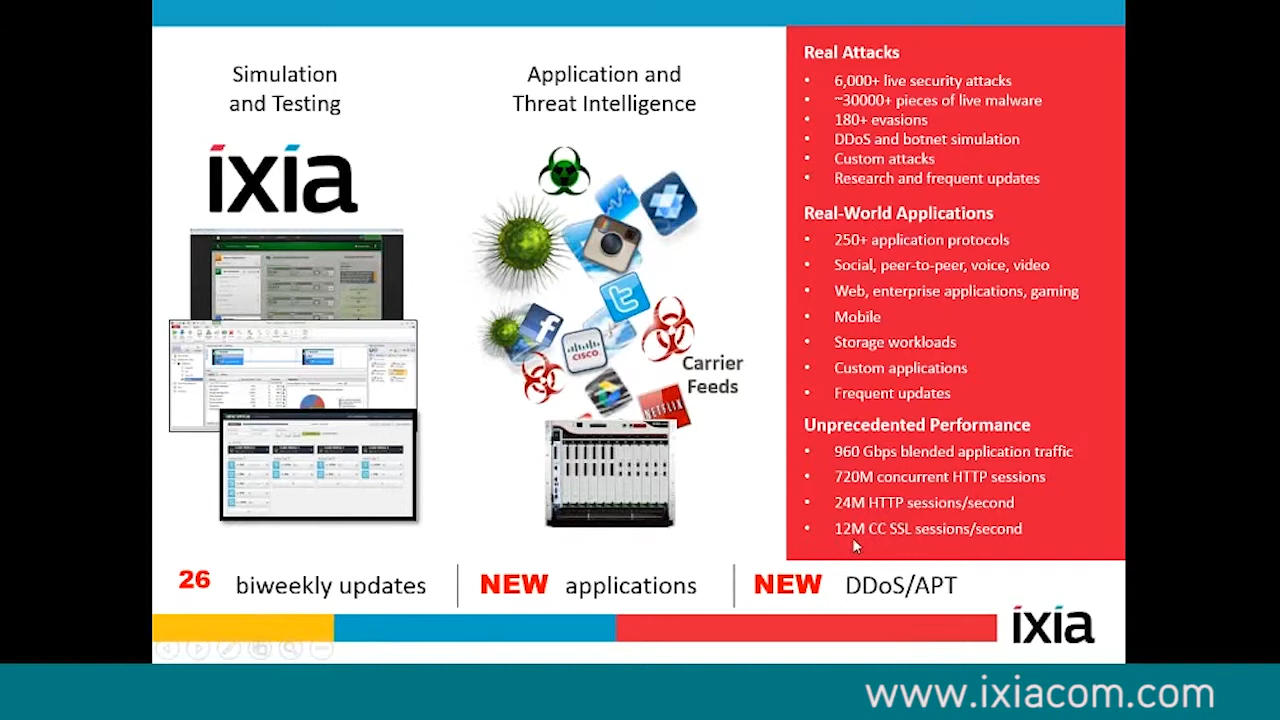 Simulation
and Testing
ixia
Application and
Threat Intelligence
CISCO
NETFLIX
Carrier
Feeds
Real Attacks
• 6,000+ live security attacks
• ~30000+ pieces of live malware
• 180+ evasions
• DDoS and botnet simulation
• Custom attacks
• Research and frequent updates
Real-World Applications
• 250+ application protocols
• Social, peer-to-peer, voice, video
• Web, enterprise applications, gaming
• Mobile
• Storage workloads
• Custom applications
• Frequent updates
Unprecedented Performance
• 960 Gbps blended application traffic
• 720M concurrent HTTP sessions
• 24M HTTP sessions/second
• 12M CC SSL sessions/second
26 biweekly updates
NEW applications
NEW DDoS/APT
ixia
www.ixiacom.com